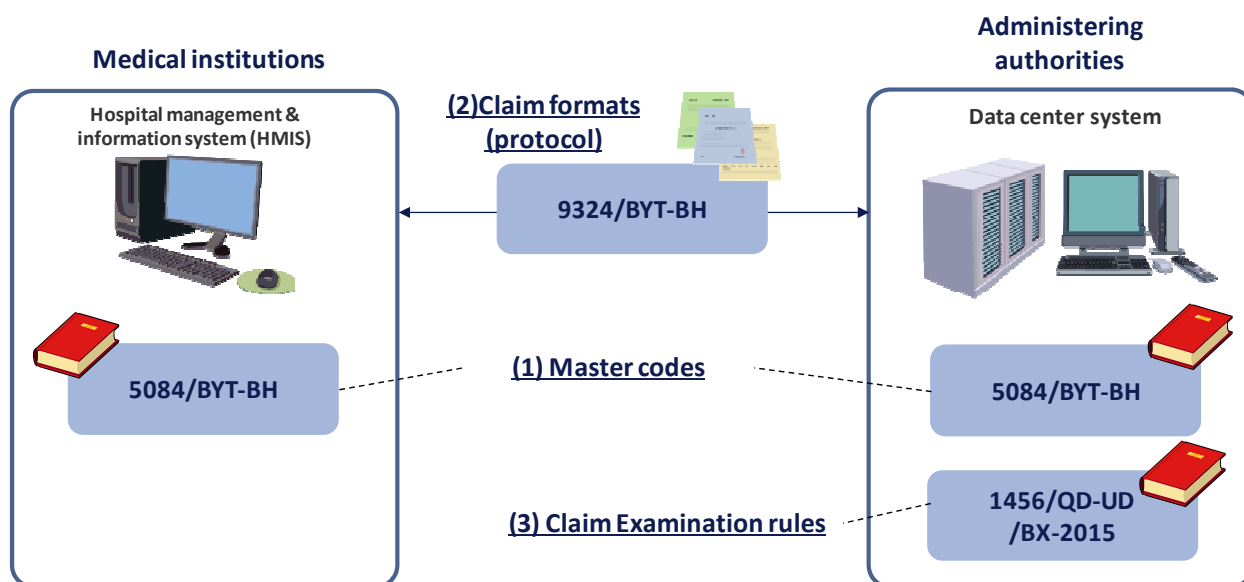 Medical institutions
Hospital management &
information system (HMIS)
5084/BYT-BH
(2)Claim formats
(protocol)
9324/BYT-BH
(1) Master codes
(3) Claim Examination rules
Administering
authorities
Data center system
5084/BYT-BH
1456/QD-UD
/BX-2015